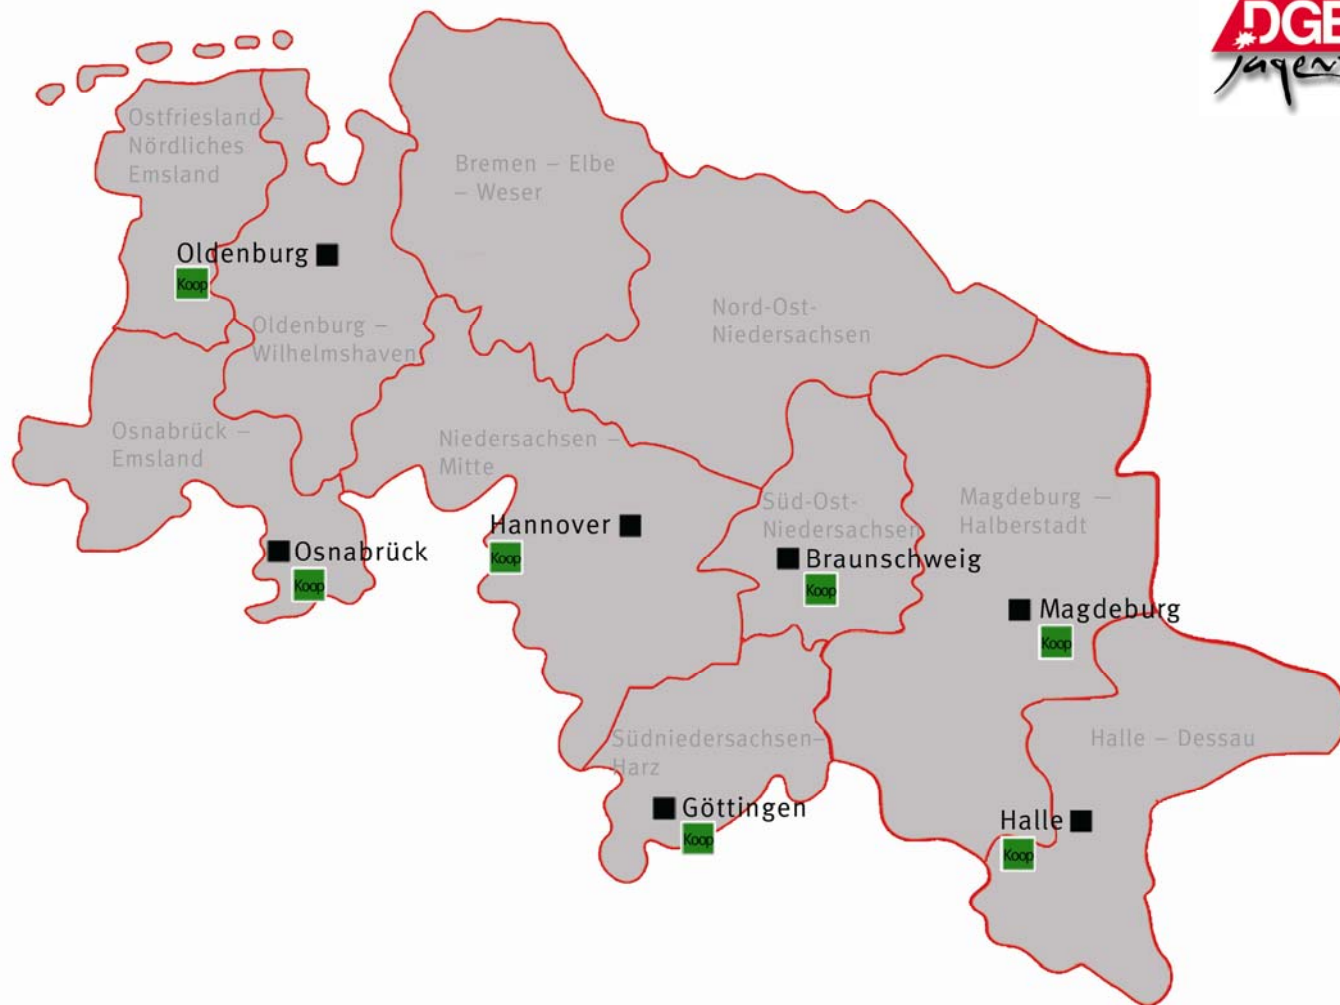 DGB
Jugend
Ostfriesland –
Nördliches
Emsland
Bremen – Elbe
– Weser
Oldenburg
Koop
Oldenburg –
Wilhelmshaven
Nord-Ost-
Niedersachsen
Osnabrück –
Emsland
Niedersachsen –
Mitte
Süd-Ost-
Niedersachsen
Magdeburg –
Halberstadt
Hannover
Koop
Osnabrück
Koop
Braunschweig
Koop
Magdeburg
Koop
Südniedersachsen–
Harz
Halle – Dessau
Göttingen
Koop
Halle
Koop